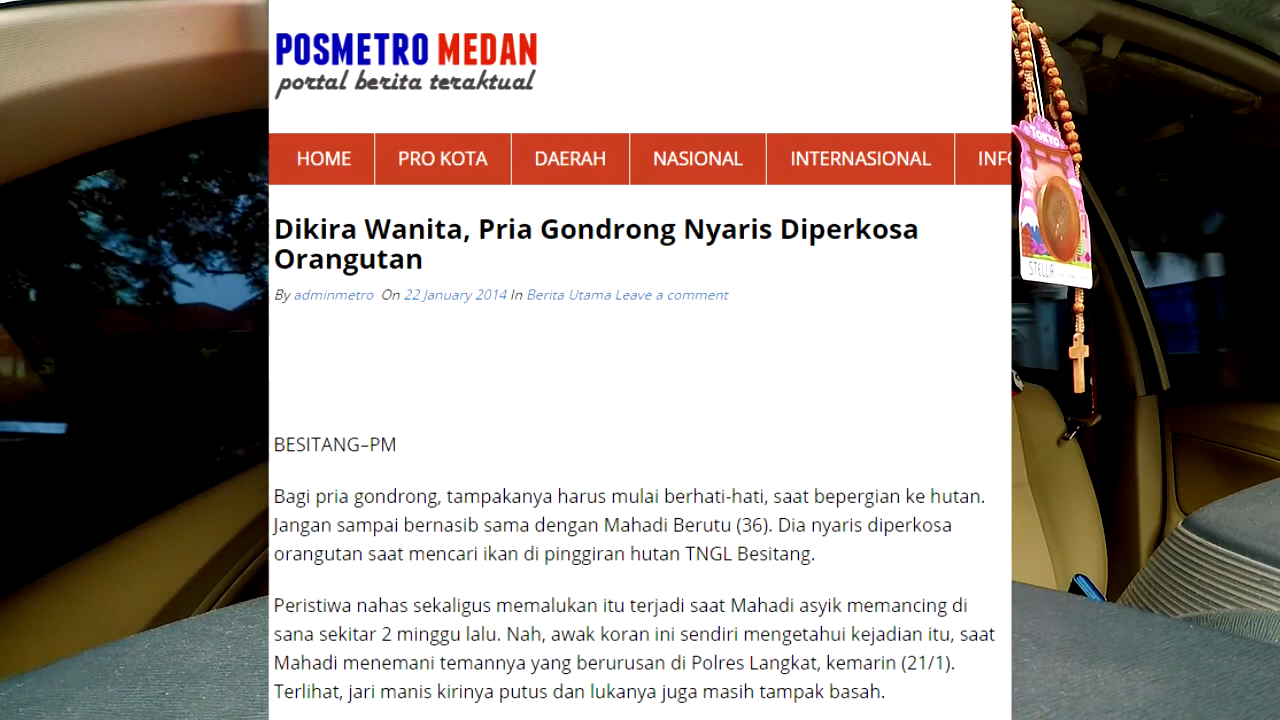 POSMETRO MEDAN
portal berita teraktual
HOME
PRO KOTA
DAERAH
NASIONAL
INTERNASIONAL
Dikira Wanita, Pria Gondrong Nyaris Diperkosa
Orangutan
By adminmetro On 22 January 2014 In Berita Utama Leave a comment
BESITANG–PM
Bagi pria gondrong, tampakanya harus mulai berhati-hati, saat bepergian ke hutan.
Jangan sampai bernasib sama dengan Mahadi Berutu (36). Dia nyaris diperkosa
orangutan saat mencari ikan di pinggiran hutan TNGL Besitang.
Peristiwa nahas sekaligus memalukan itu terjadi saat Mahadi asyik memancing di
sana sekitar 2 minggu lalu. Nah, awak koran ini sendiri mengetahui kejadian itu, saat
Mahadi menemani temannya yang berurusan di Polres Langkat, kemarin (21/1).
Terlihat, jari manis kirinya putus dan lukanya juga masih tampak basah.
TOKYO
STELLA